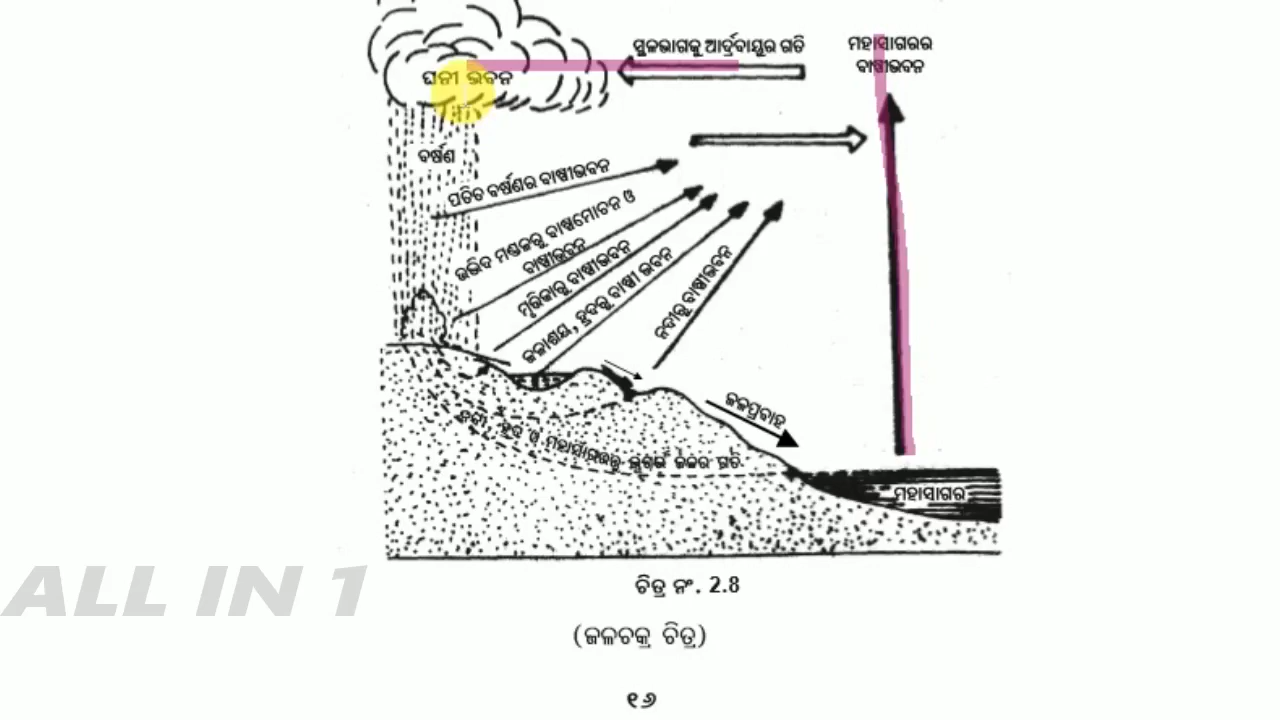 ସ୍ଥଳଭାଗକୁ ଆର୍ଦ୍ରବାୟୁର ଗତି
ମହାସାଗରର
ବାଷ୍ପୀଭବନ
ଘନୀ ଭବନ
ବର୍ଷଣ
ପତିତ ବର୍ଷଣର ବାଷ୍ପୀଭବନ
ଉଦ୍ଭିଦ ମଣ୍ଡଳରୁ ବାଷ୍ପମୋଚନ ଓ
ବାଷ୍ପୀଭବନ
ମୃତ୍ତିକାରୁ ବାଷ୍ପୀଭବନ
ଜଳାଶୟ, ହ୍ରଦରୁ ବାଷ୍ପୀ ଭବନ
ନଦୀରୁ ବାଷ୍ପୀଭବନ
ଜଳପ୍ରବାହ
ନଦୀ, ହ୍ରଦ ଓ ମହାସାଗରକୁ ଭୂଗର୍ଭ ଜଳର ଗତି
ମହାସାଗର
ALL IN 1
ଚିତ୍ର ନଂ. 2.8
(ଜଳଚକ୍ର ଚିତ୍ର)
୧୬